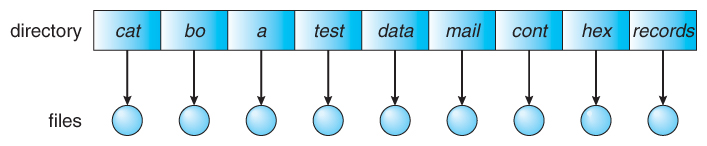 directory cat bo a test data mail cont hex records
files